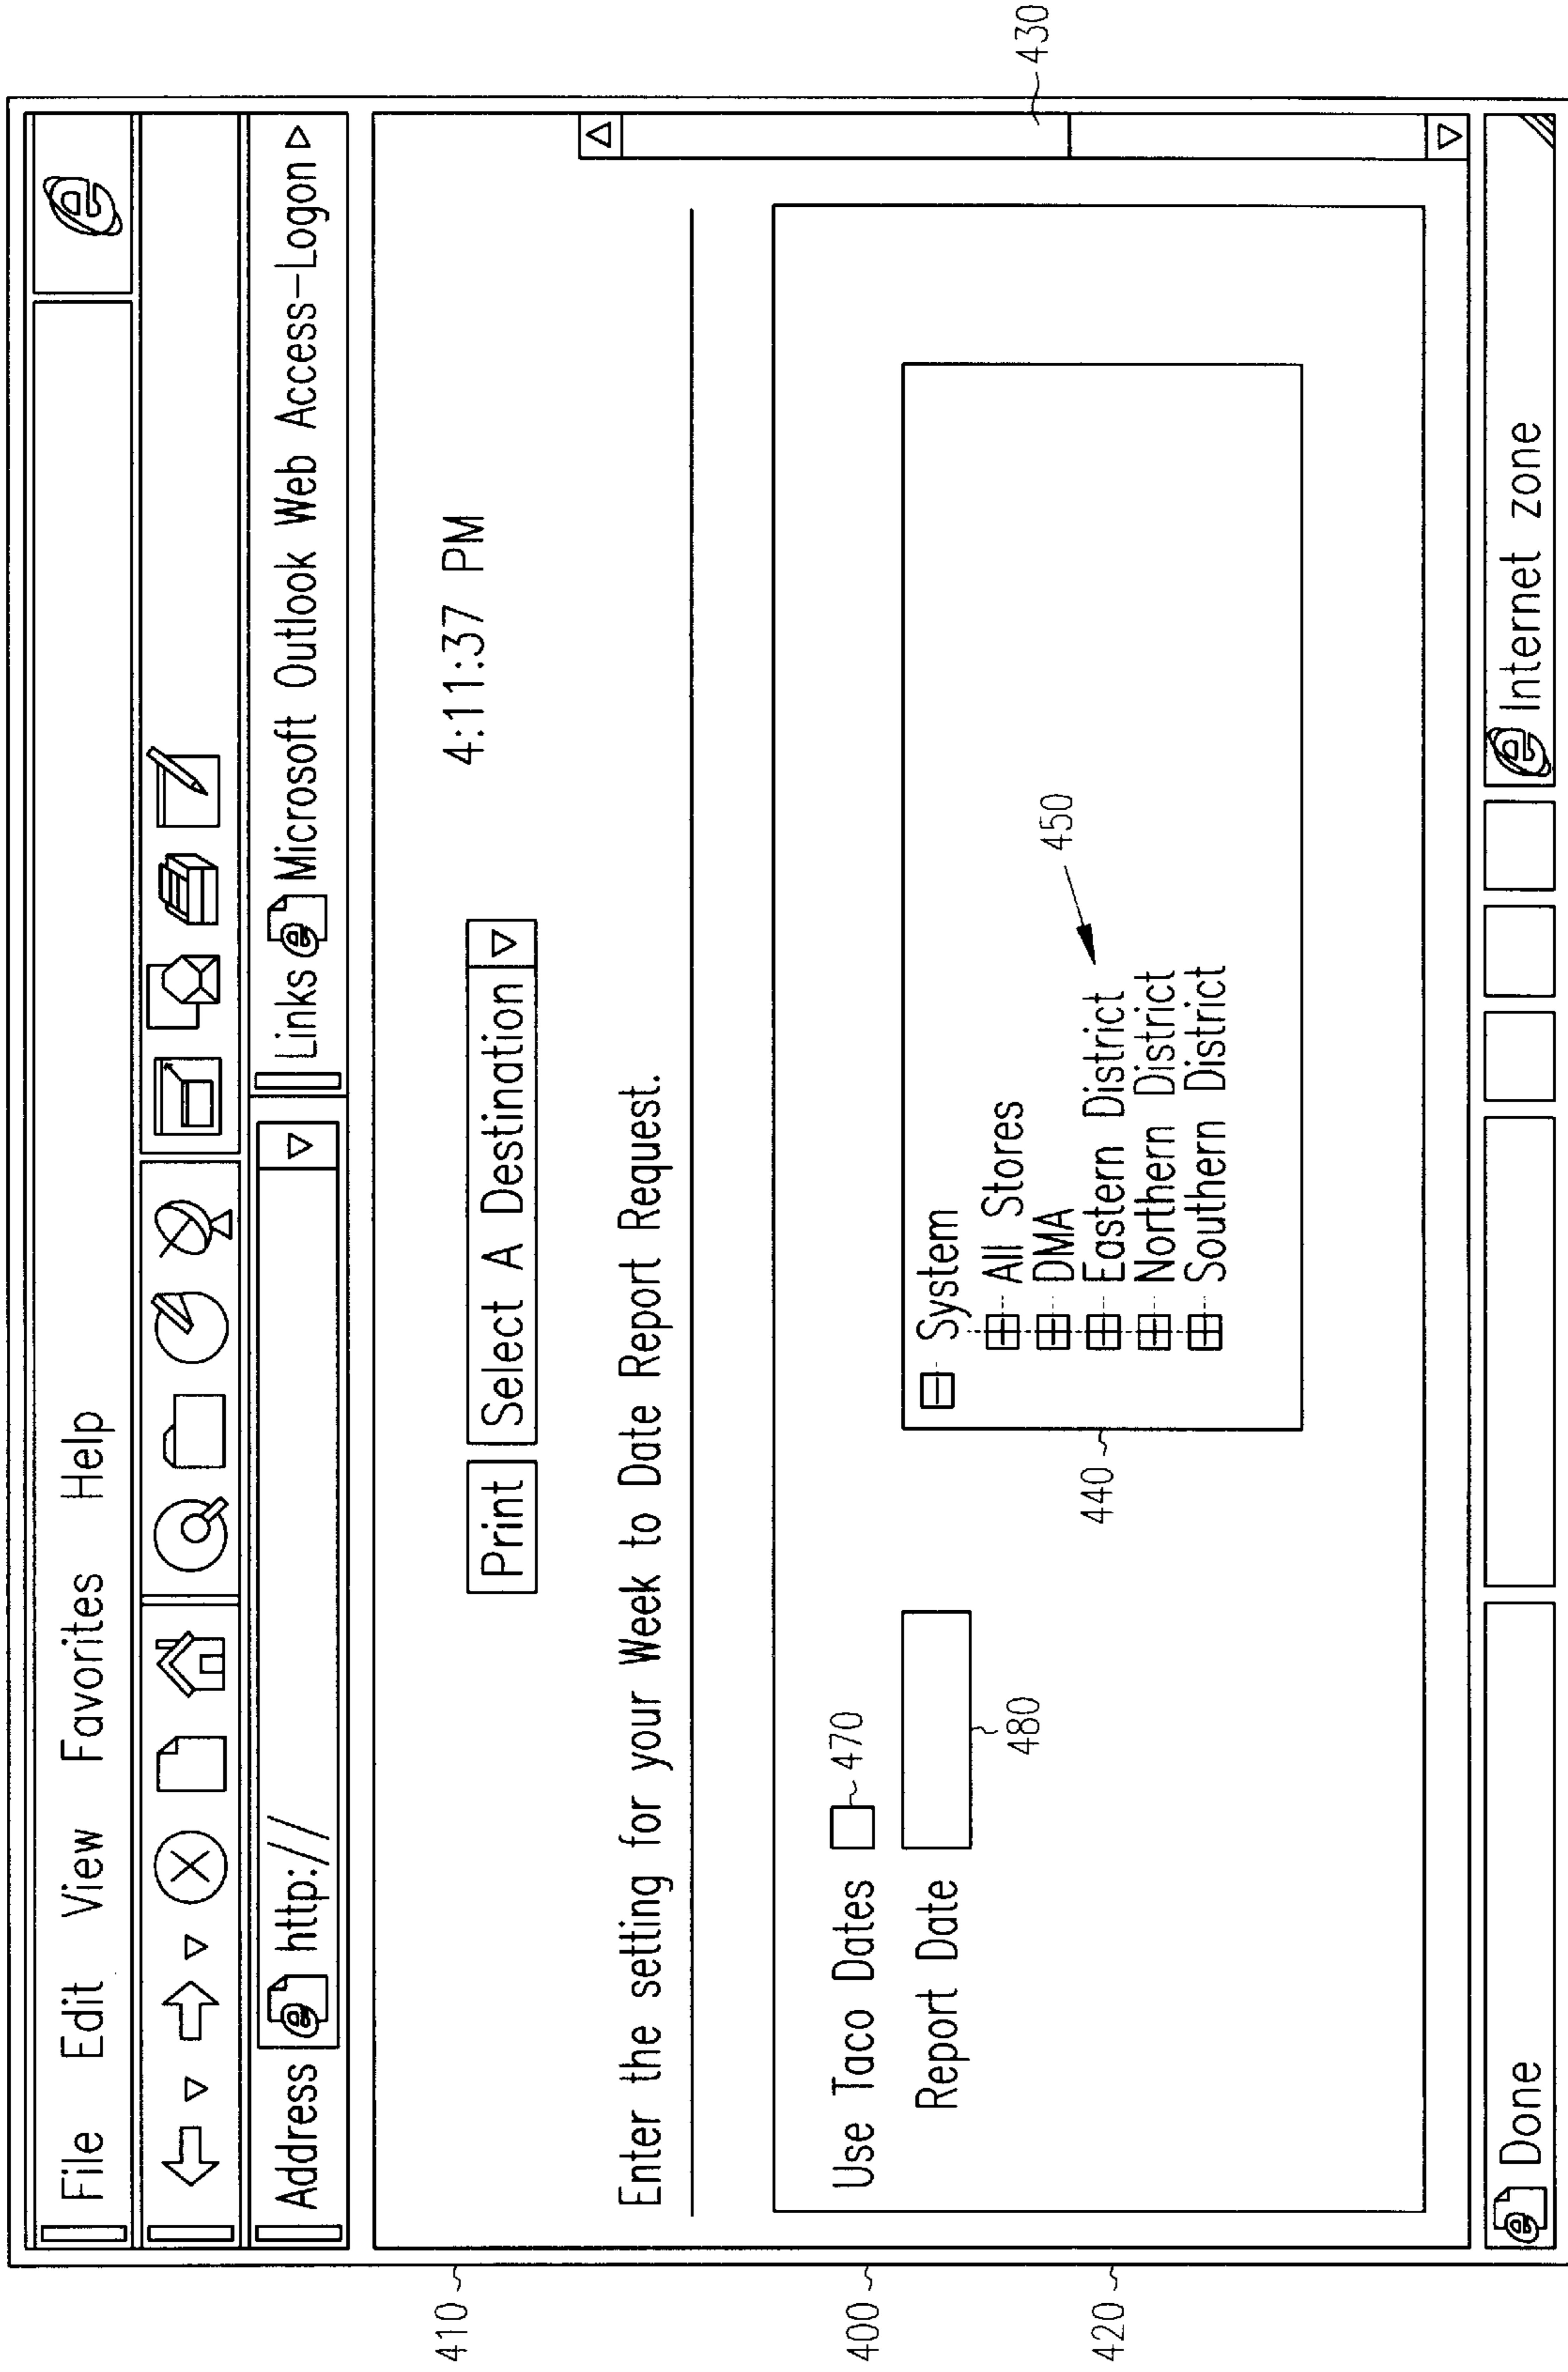 File Edit View Favorites Help
Address http:// Links Microsoft Outlook Web Access-Logon
410
Print Select A Destination 4:11:37 PM
Enter the setting for your Week to Date Report Request.
400
Use Taco Dates 470
Report Date
480
System
All Stores
DMA
Eastern District
Northern District
Southern District
450
440
430
420
Done Internet zone